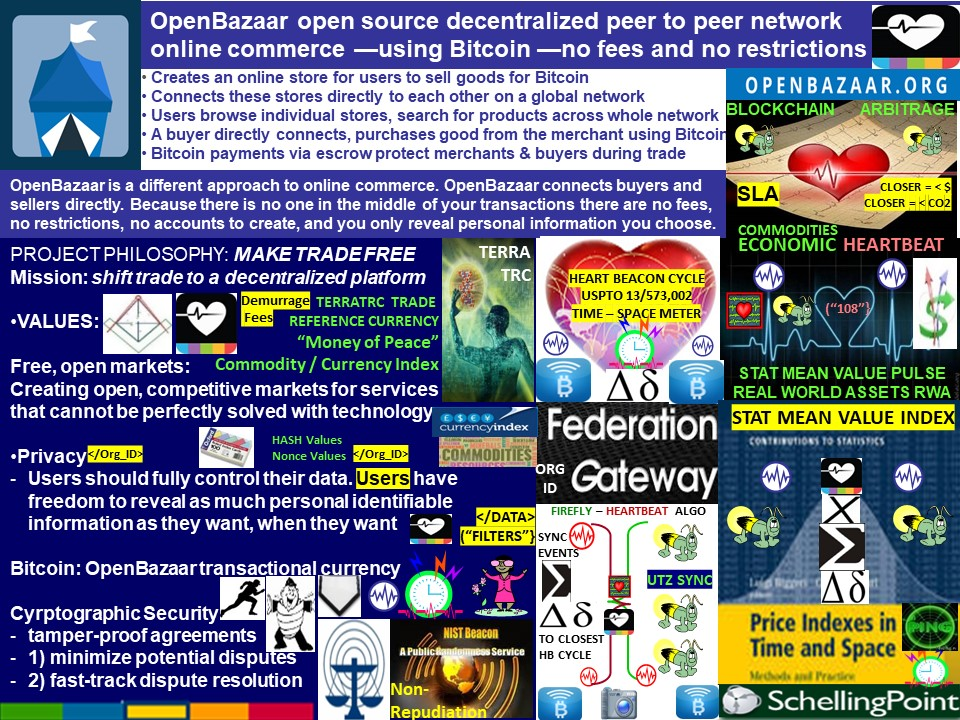 OpenBazaar open source decentralized peer to peer network
online commerce —using Bitcoin —no fees and no restrictions
• Creates an online store for users to sell goods for Bitcoin
• Connects these stores directly to each other on a global network
• Users browse individual stores, search for products across whole network
• A buyer directly connects, purchases good from the merchant using Bitcoin
• Bitcoin payments via escrow protect merchants & buyers during trade
OPENBAZAAR.ORG
BLOCKCHAIN ARBITRAGE
SLA
CLOSER = < $
CLOSER = < CO2
COMMODITIES
ECONOMIC HEARTBEAT
OpenBazaar is a different approach to online commerce. OpenBazaar connects buyers and
sellers directly. Because there is no one in the middle of your transactions there are no fees,
no restrictions, no accounts to create, and you only reveal personal information you choose.
PROJECT PHILOSOPHY: MAKE TRADE FREE
Mission: shift trade to a decentralized platform
•VALUES:
Demurrage
Fees
TERRATRC TRADE
REFERENCE CURRENCY
“Money of Peace”
Commodity / Currency Index
Free, open markets:
Creating open, competitive markets for services
that cannot be perfectly solved with technology
•Privacy
</Org_ID>
HASH Values
Nonce Values </Org_ID>
- Users should fully control their data. Users have
freedom to reveal as much personal identifiable
information as they want, when they want
</DATA>
{“FILTERS”}
Bitcoin: OpenBazaar transactional currency
Cyrptographic Security
- tamper-proof agreements
- 1) minimize potential disputes
- 2) fast-track dispute resolution
TERRA
TRC
currencyindex
COMMODITIES
RESOURCES
NIST Beacon
A Public Randomness Service
Non-
Repudiation
HEART BEACON CYCLE
USPTO 13/573,002
TIME – SPACE METER
Δδ
Federation
Gateway
ORG
ID
FIREFLY – HEARTBEAT ALGO
SYNC
EVENTS
Σ
Δδ
UTZ SYNC
TO CLOSEST
HB CYCLE
{“108”}
STAT MEAN VALUE PULSE
REAL WORLD ASSETS RWA
STAT MEAN VALUE INDEX
CONTRIBUTIONS TO STATISTICS
X
Σ
Δδ
Price Indexes in
Time and Space
Methods and Practice
PING
SchellingPoint